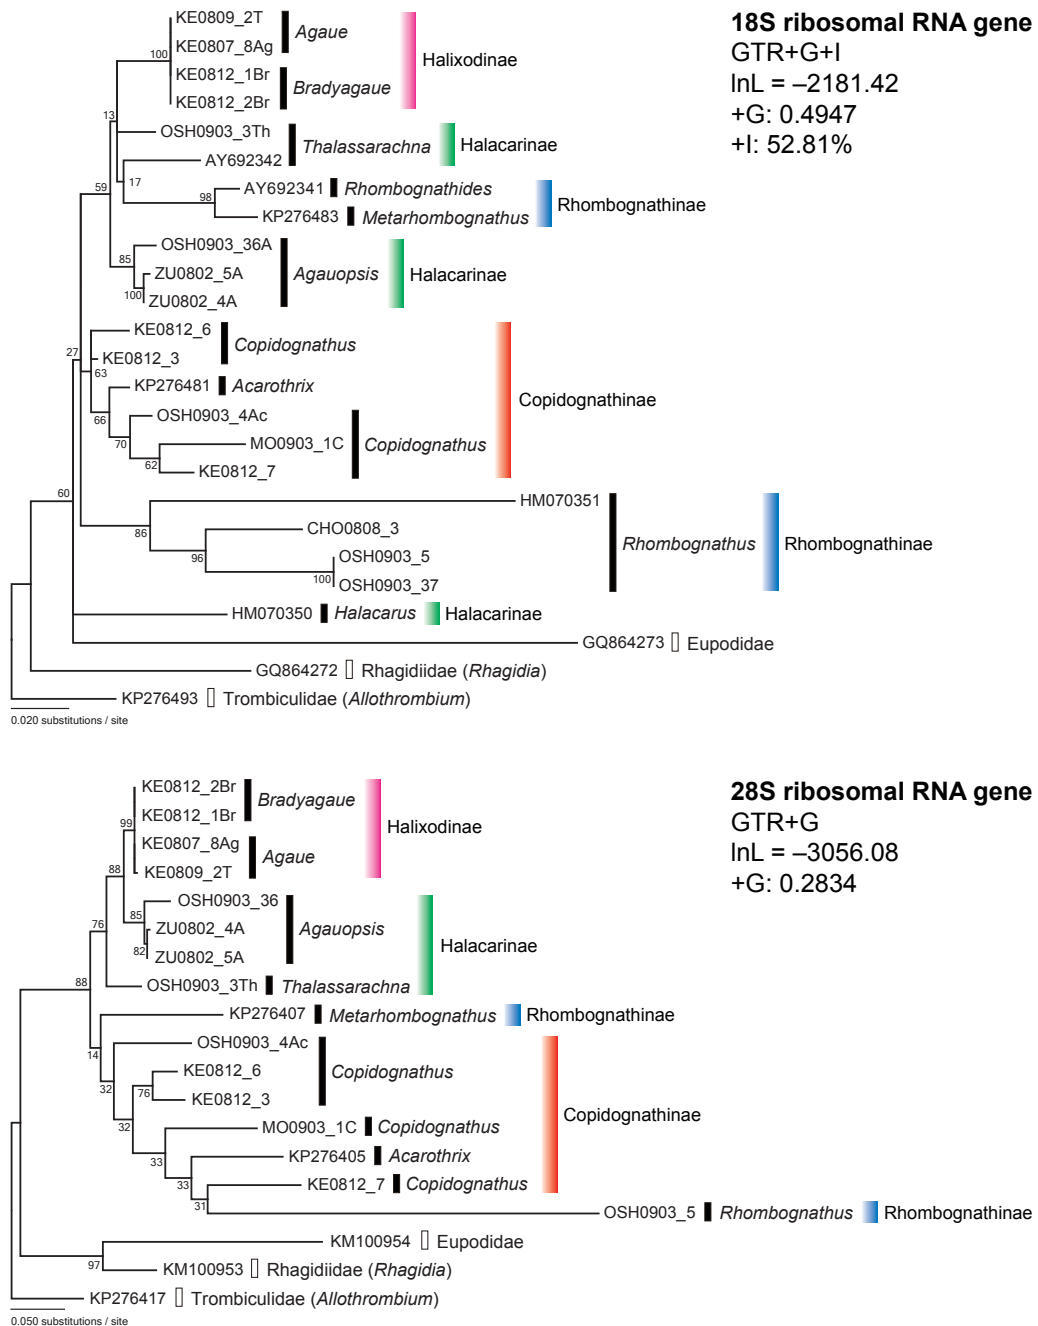 18S ribosomal RNA gene
GTR+G+I
lnL = –2181.42
+G: 0.4947
+I: 52.81%
KE0809_2T
Agaue
KE0807_8Ag
Halixodinae
100
KE0812_1Br
Bradyagaue
KE0812_2Br
13
OSH0903_3Th
Thalassarachna
Halacarinae
AY692342
17
59
AY692341
Rhombognathides
98
Rhombognathinae
KP276483
Metarhombognathus
OSH0903_36A
85
ZU0802_5A
Agauopsis
Halacarinae
100
ZU0802_4A
KE0812_6
Copidognathus
27
KE0812_3
63
KP276481
Acarothrix
Copidognathinae
66
OSH0903_4Ac
70
MO0903_1C
Copidognathus
62
KE0812_7
60
HM070351
86
CHO0808_3
Rhombognathus
Rhombognathinae
96
OSH0903_5
100
OSH0903_37
HM070350
Halacarus
Halacarinae
GQ864273
Eupodidae
GQ864272
Rhagidiidae (Rhagidia)
KP276493
Trombiculidae (Allothrombium)
0.020 substitutions / site
28S ribosomal RNA gene
GTR+G
lnL = –3056.08
+G: 0.2834
KE0812_2Br
Bradyagaue
KE0812_1Br
99
Halixodinae
KE0807_8Ag
Agaue
KE0809_2T
88
OSH0903_36
85
ZU0802_4A
Agauopsis
76
Halacarinae
82
ZU0802_5A
OSH0903_3Th
Thalassarachna
88
KP276407
Metarhombognathus
Rhombognathinae
14
OSH0903_4Ac
32
KE0812_6
Copidognathus
76
KE0812_3
32
Copidognathinae
MO0903_1C
Copidognathus
33
KP276405
Acarothrix
33
KE0812_7
Copidognathus
31
OSH0903_5
Rhombognathus
Rhombognathinae
KM100954
Eupodidae
97
KM100953
Rhagidiidae (Rhagidia)
KP276417
Trombiculidae (Allothrombium)
0.050 substitutions / site